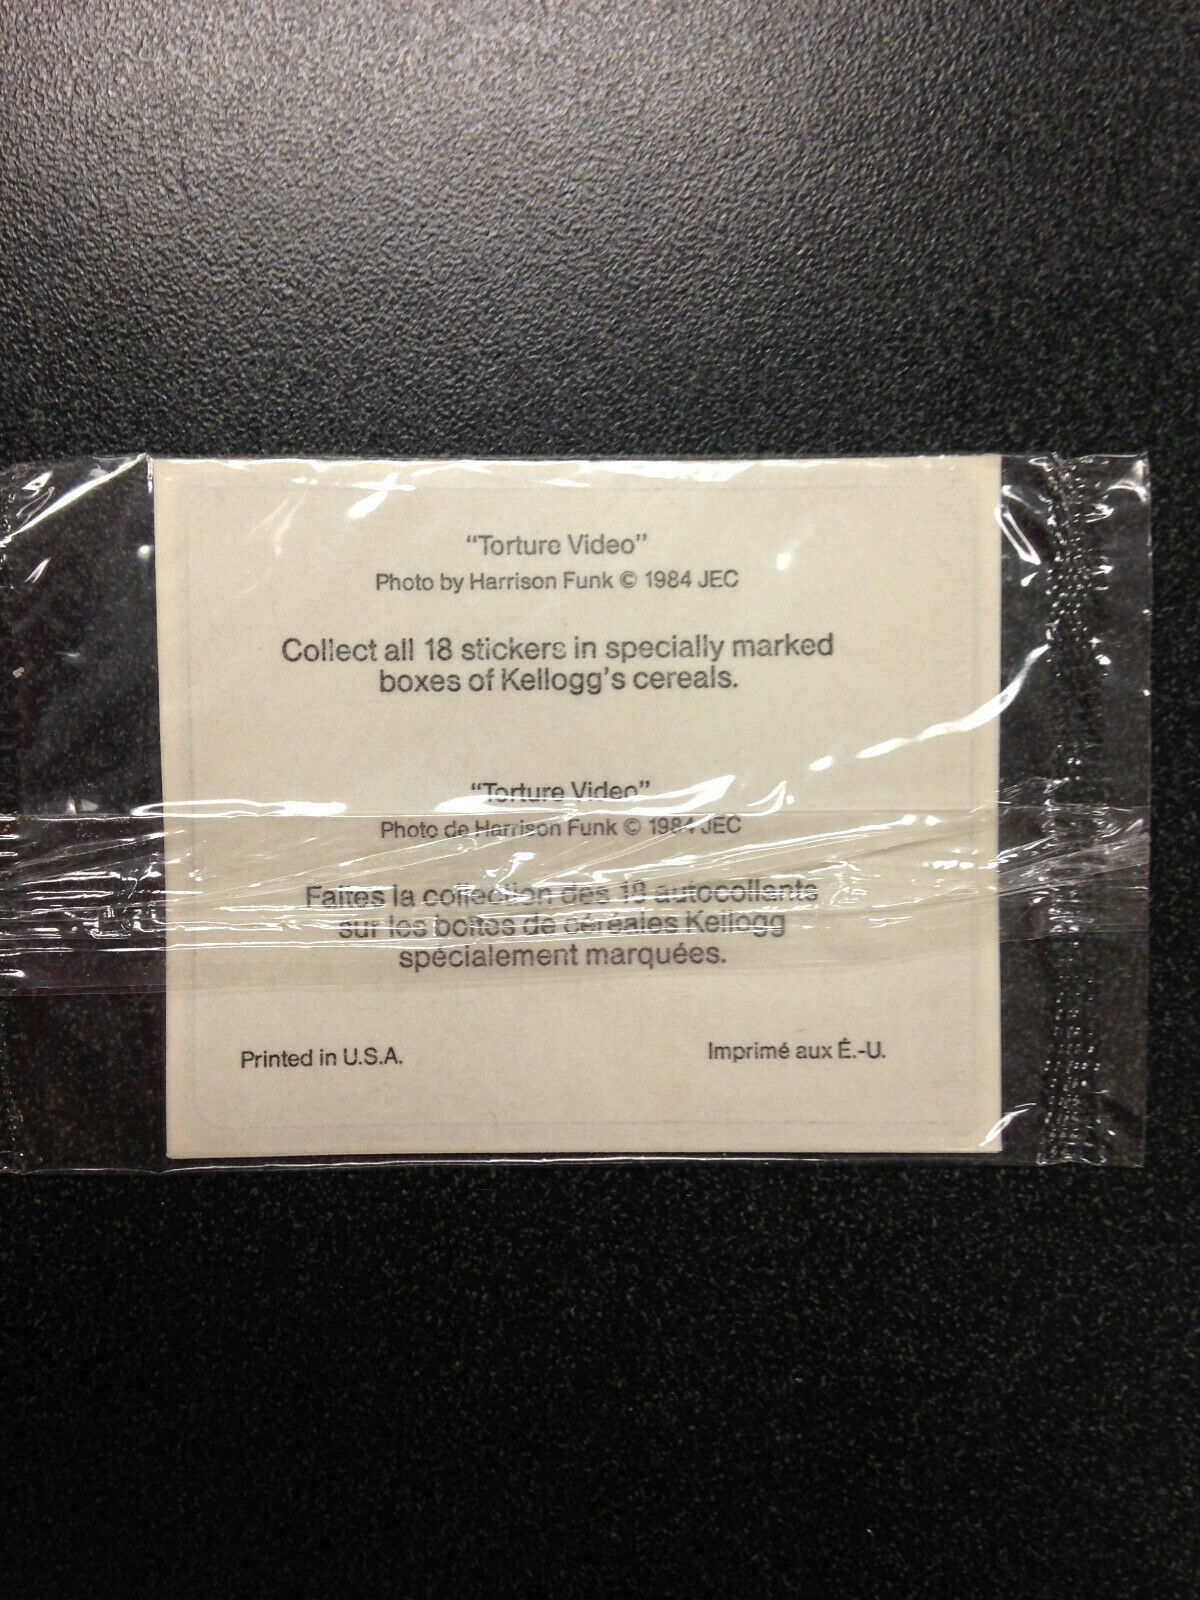 “Torture Video”
Photo by Harrison Funk © 1984 JEC
Collect all 18 stickers in specially marked
boxes of Kellogg's cereals.
“Torture Video”
Photo de Harrison Funk © 1984 JEC
Faites la collection des 18 autocollants
sur les boîtes de céréales Kellogg
spécialement marquées.
Printed in U.S.A.
Imprimé aux É.-U.